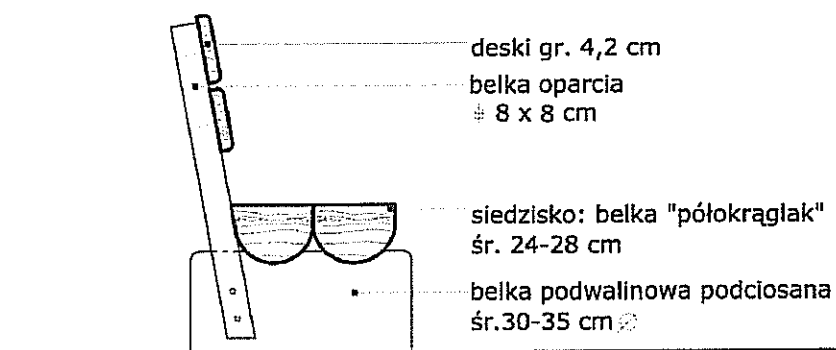 deski gr. 4,2 cm
belka oparcia
⌗ 8 x 8 cm
siedzisko: belka "półokrąglak"
śr. 24-28 cm
belka podwalinowa podciosana
śr.30-35 cm